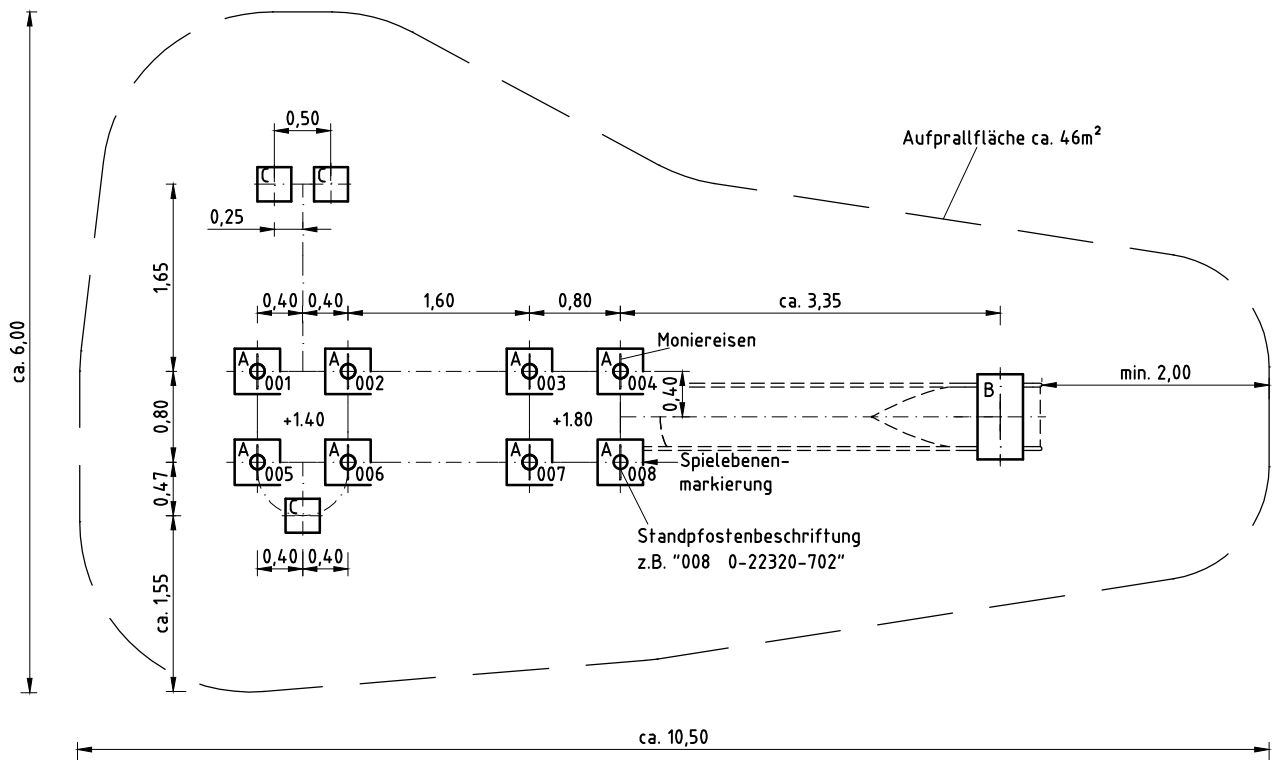 0,50
Aufprallfläche ca. 46m²
C C
0,25
1,65
0,40 0,40 1,60 0,80 ca. 3,35
ca. 6,00
Moniereisen
A A A A
001 002 003 004
min. 2,00
0,40
B
0,80
+1.40 +1.80
A A A A
005 006 007 008
Spielebenen-
markierung
0,47
C
Standpfostenbeschriftung
z.B. "008 0-22320-702"
0,40 0,40
ca. 1,55
ca. 10,50